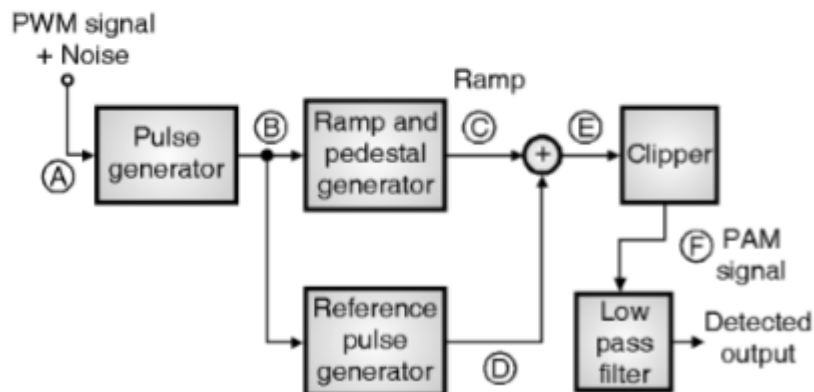 PWM signal
+ Noise
A
Pulse
generator
B
Ramp and
pedestal
generator
Ramp
C
+
E
Clipper
F
PAM
signal
Reference
pulse
generator
D
Low
pass
filter
Detected
output